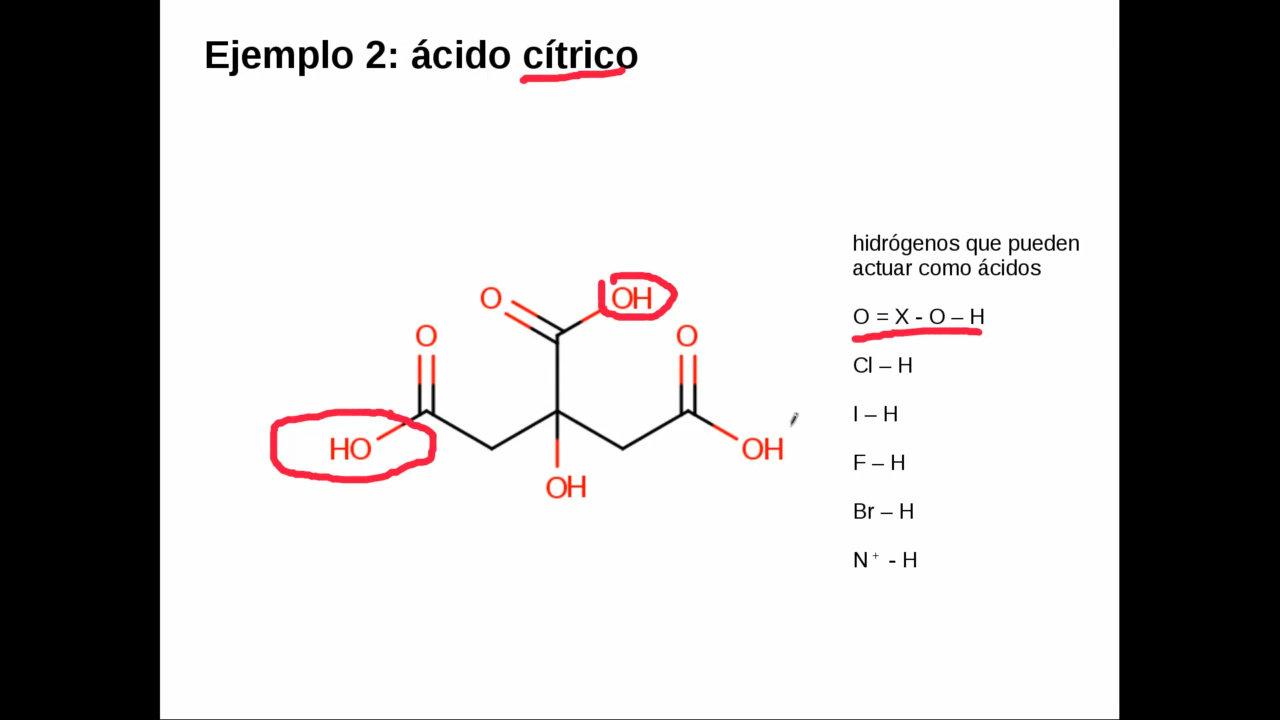 Ejemplo 2: ácido cítrico
hidrógenos que pueden
actuar como ácidos
O = X - O – H
Cl – H
I – H
F – H
Br – H
N⁺ - H
O
OH
O
O
HO
OH
OH